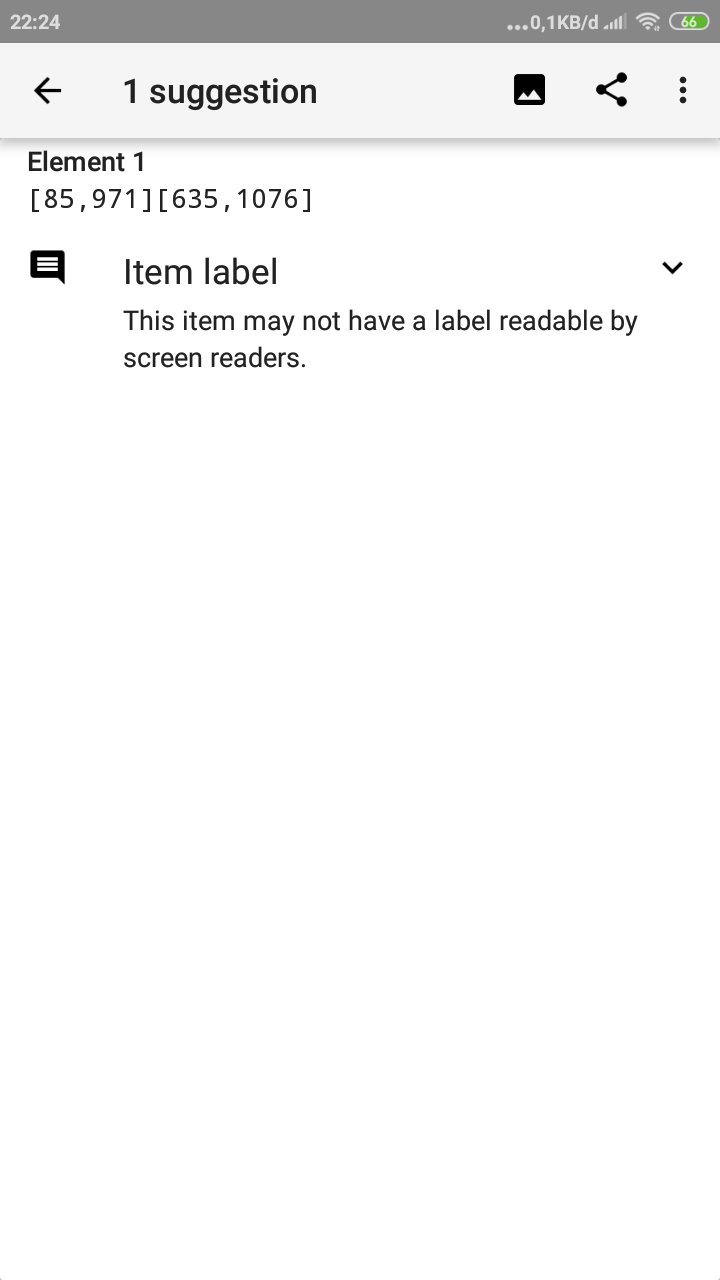 22:24
...0,1KB/d
66
1 suggestion
Element 1
[85,971][635,1076]
Item label
This item may not have a label readable by
screen readers.